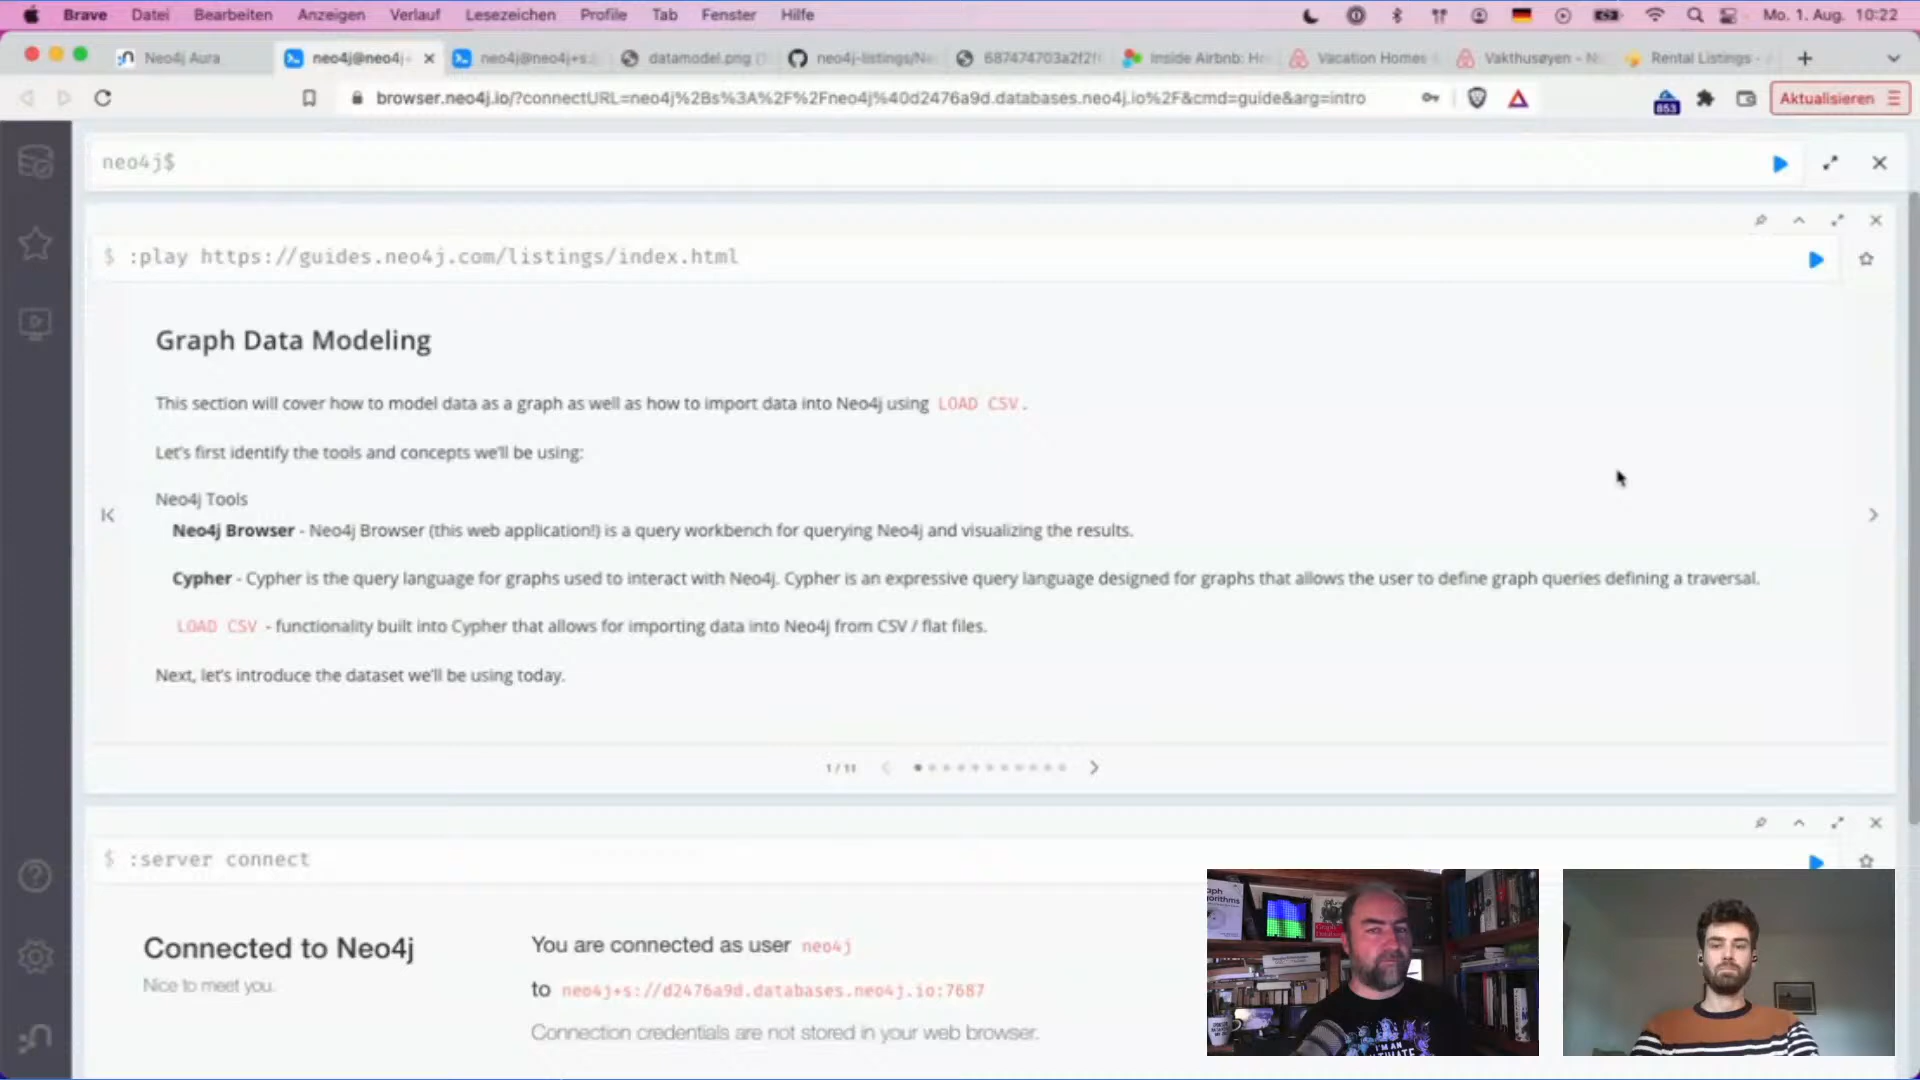 Brave Datei Bearbeiten Anzeigen Verlauf Lesezeichen Profile Tab Fenster Hilfe Mo. 1. Aug. 10:22
Neo4j Aura neo4j@neo4j+ neo4j@neo4j+s: datamodel.png neo4j-listings/Ne 687474703a2f2f Inside Airbnb: Ho Vacation Homes Vakthusøyen - N Rental Listings -
browser.neo4j.io/?connectURL=neo4j%2Bs%3A%2F%2Fneo4j%40d2476a9d.databases.neo4j.io%2F&cmd=guide&arg=intro 853 Aktualisieren
neo4j$
$ :play https://guides.neo4j.com/listings/index.html
Graph Data Modeling
This section will cover how to model data as a graph as well as how to import data into Neo4j using LOAD CSV.
Let's first identify the tools and concepts we'll be using:
Neo4j Tools
Neo4j Browser - Neo4j Browser (this web application!) is a query workbench for querying Neo4j and visualizing the results.
Cypher - Cypher is the query language for graphs used to interact with Neo4j. Cypher is an expressive query language designed for graphs that allows the user to define graph queries defining a traversal.
LOAD CSV - functionality built into Cypher that allows for importing data into Neo4j from CSV / flat files.
Next, let's introduce the dataset we'll be using today.
1 / 11
$ :server connect
Connected to Neo4j
Nice to meet you.
You are connected as user neo4j
to neo4j+s://d2476a9d.databases.neo4j.io:7687
Connection credentials are not stored in your web browser.
I'M AN